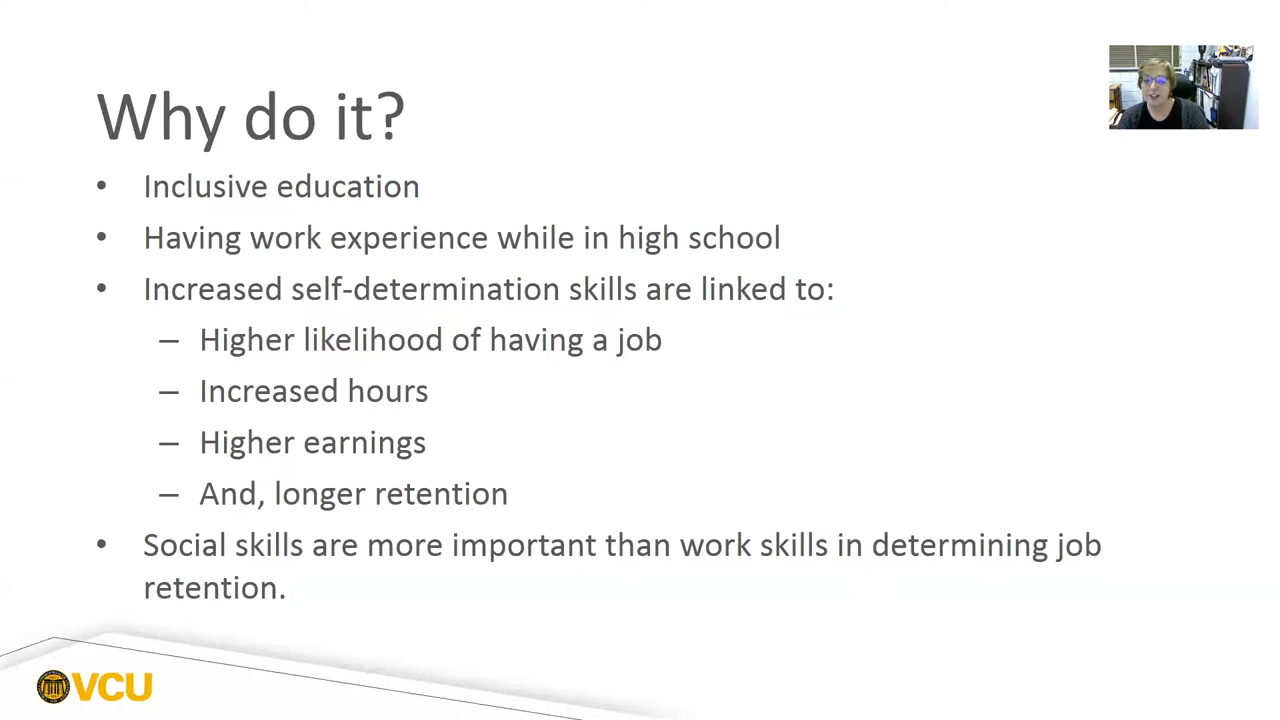 Why do it?
• Inclusive education
• Having work experience while in high school
• Increased self-determination skills are linked to:
– Higher likelihood of having a job
– Increased hours
– Higher earnings
– And, longer retention
• Social skills are more important than work skills in determining job
retention.
VCU